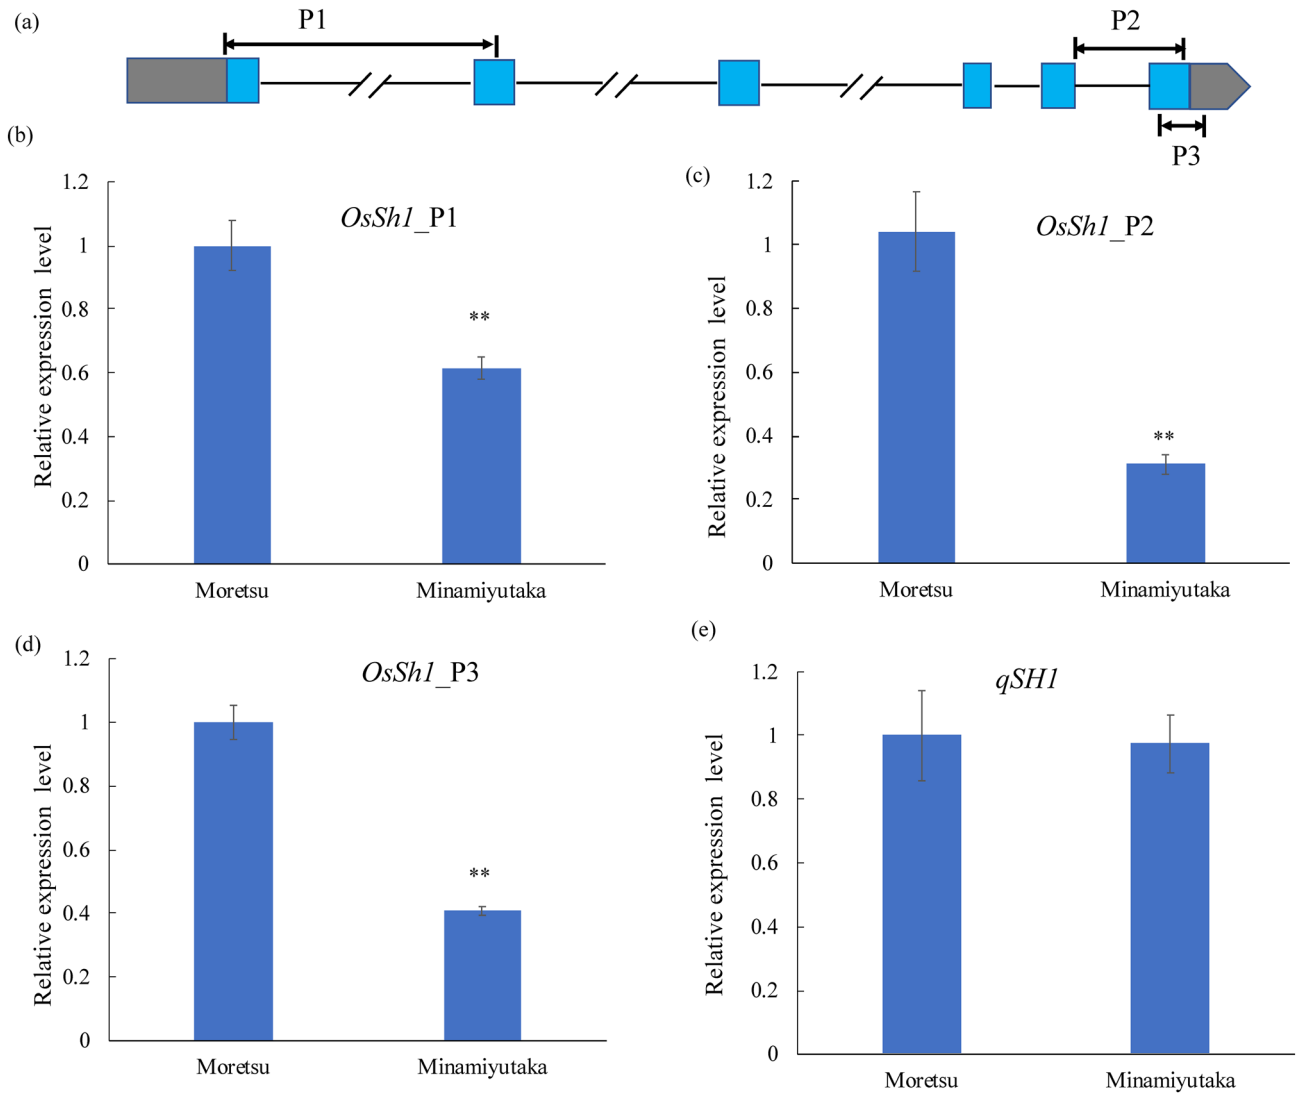 (a)
P1
P2
P3
(b)
OsSh1_P1
Relative expression level
1.2
1
0.8
0.6
0.4
0.2
0
**
Moretsu
Minamiyutaka
(c)
OsSh1_P2
Relative expression level
1.2
1
0.8
0.6
0.4
0.2
0
**
Moretsu
Minamiyutaka
(d)
OsSh1_P3
Relative expression level
1.2
1
0.8
0.6
0.4
0.2
0
**
Moretsu
Minamiyutaka
(e)
qSH1
Relative expression level
1.2
1
0.8
0.6
0.4
0.2
0
Moretsu
Minamiyutaka